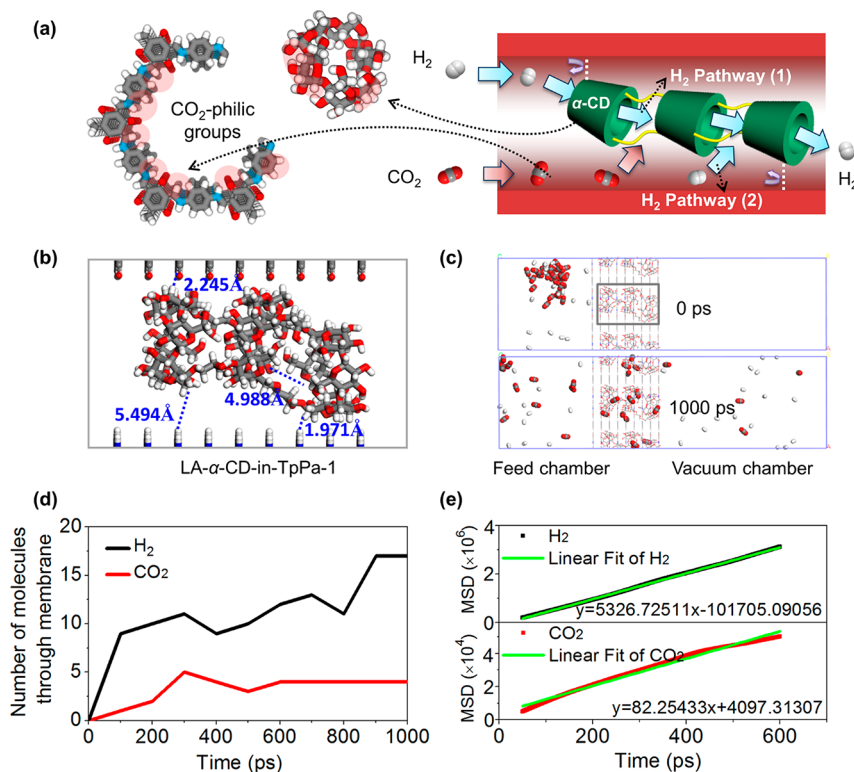 (a)
CO₂-philic
groups
H₂
CO₂
α-CD
H₂ Pathway (1)
H₂ Pathway (2)
H₂
(b)
2.245Å
5.494Å
4.988Å
1.971Å
LA-α-CD-in-TpPa-1
(c)
0 ps
1000 ps
Feed chamber
Vacuum chamber
(d)
Number of molecules
through membrane
20
15
10
5
0
H₂
CO₂
0 200 400 600 800 1000
Time (ps)
(e)
MSD (×10⁶)
4
2
0
H₂
Linear Fit of H₂
y=5326.72511x-101705.09056
MSD (×10⁴)
4
2
0
CO₂
Linear Fit of CO₂
y=82.25433x+4097.31307
0 200 400 600
Time (ps)